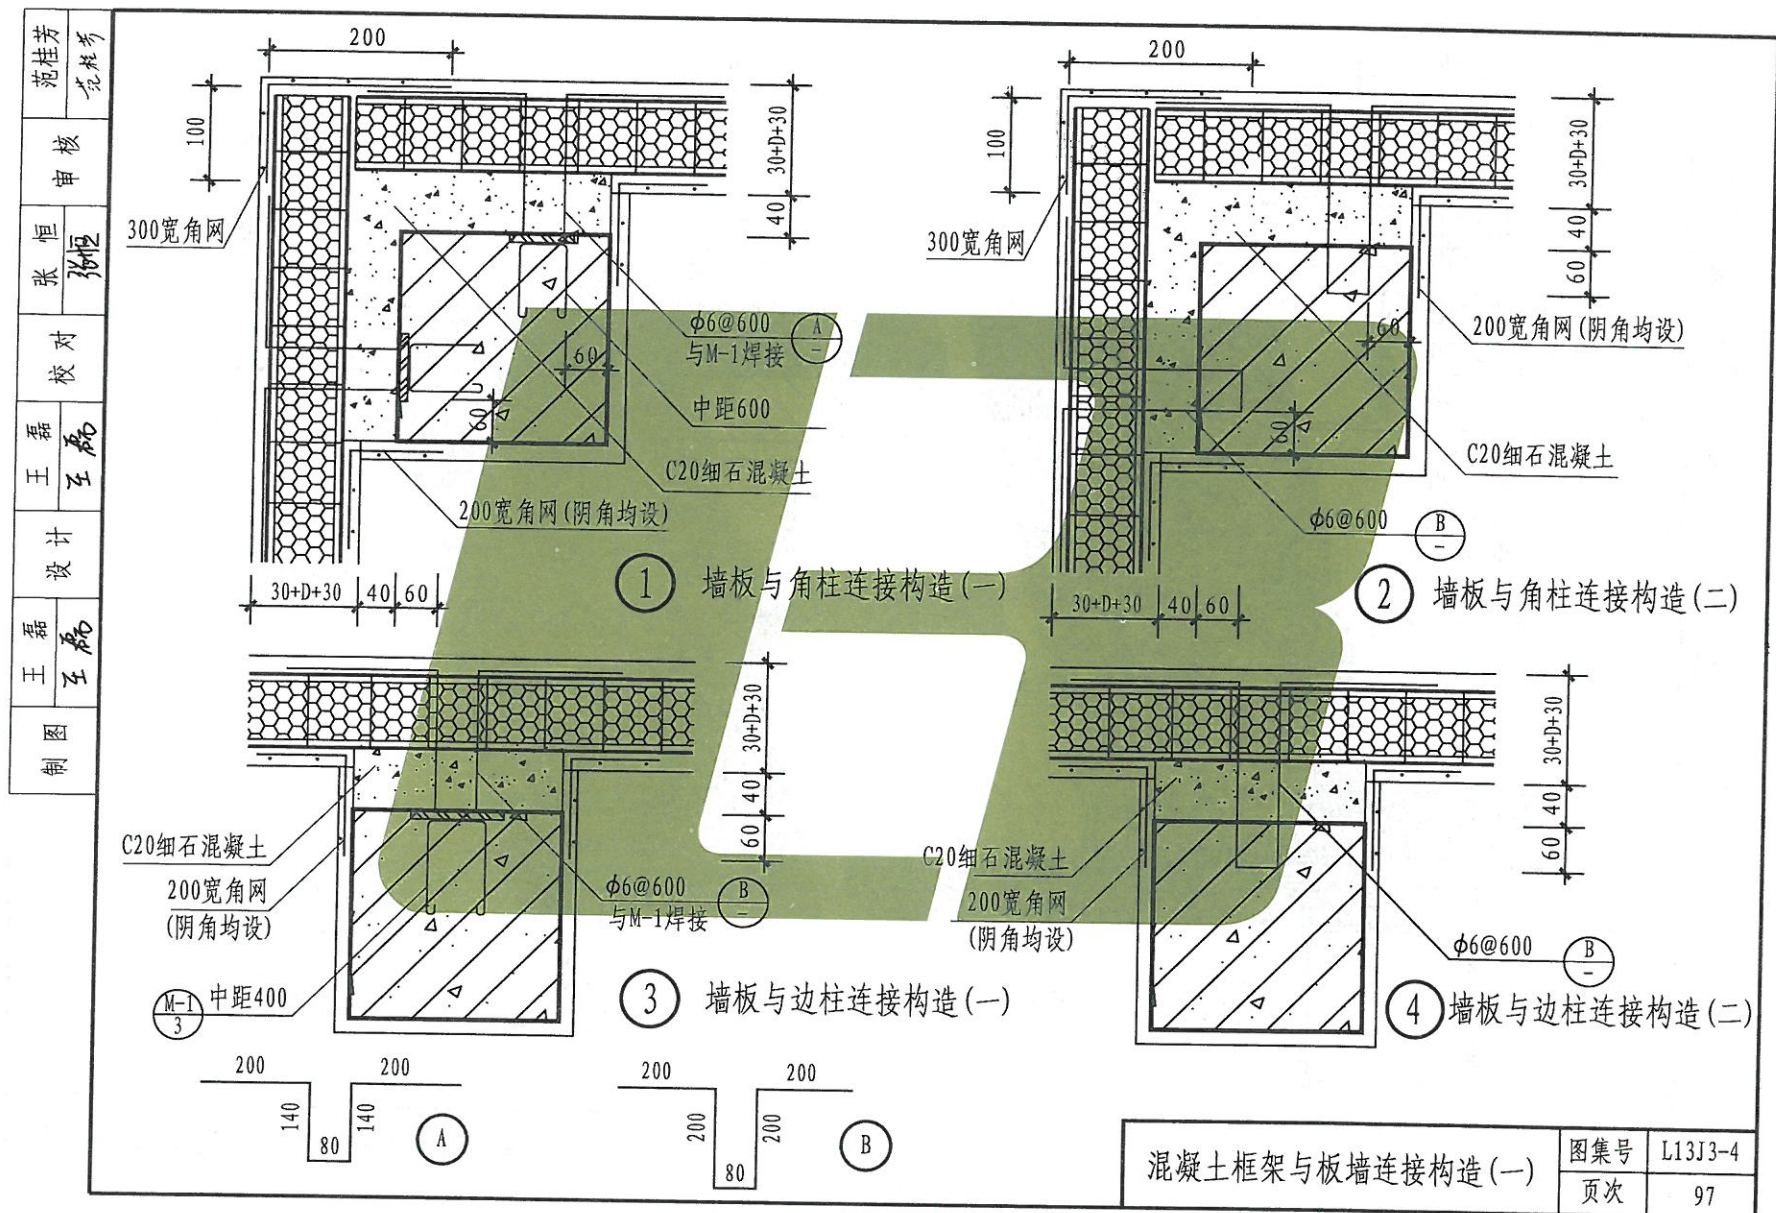 范桂芳
范桂芳
审核
张恒
张恒
校对
王磊
王磊
设计
王磊
王磊
制图
200
100
300宽角网
30+D+30
40
φ6@600
与M-1焊接
A
-
60
中距600
60
C20细石混凝土
200宽角网(阴角均设)
30+D+30
40
60
1
墙板与角柱连接构造(一)
200
100
300宽角网
30+D+30
40
60
200宽角网(阴角均设)
60
60
C20细石混凝土
φ6@600
B
-
30+D+30
40
60
2
墙板与角柱连接构造(二)
30+D+30
40
60
C20细石混凝土
200宽角网
(阴角均设)
φ6@600
与M-1焊接
B
-
M-1
3
中距400
3
墙板与边柱连接构造(一)
30+D+30
40
60
C20细石混凝土
200宽角网
(阴角均设)
φ6@600
B
-
4
墙板与边柱连接构造(二)
200
200
140
140
80
A
200
200
200
200
80
B
混凝土框架与板墙连接构造(一)
图集号
L13J3-4
页次
97